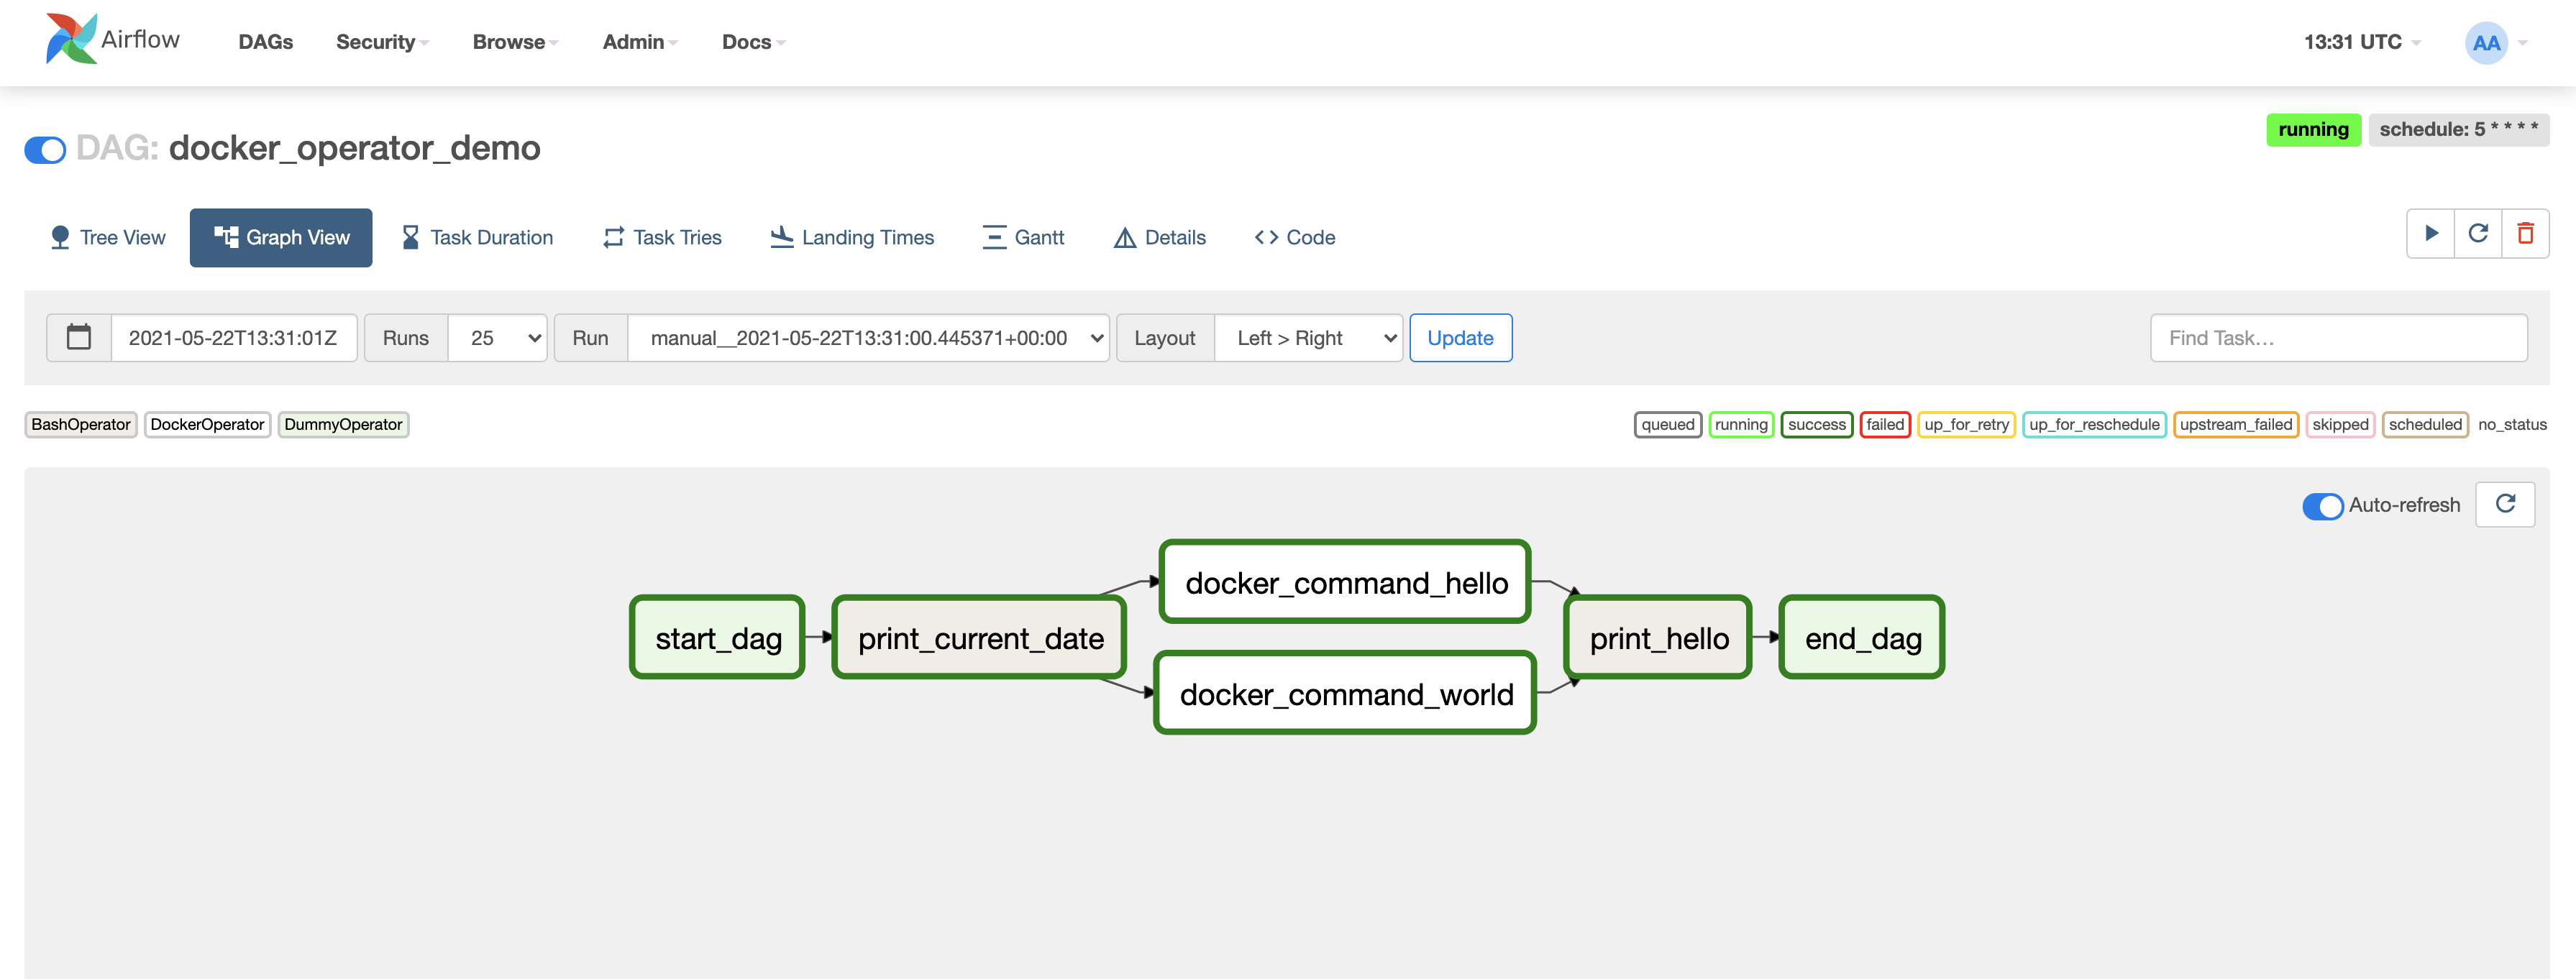 Airflow DAGs Security Browse Admin Docs 13:31 UTC AA
DAG: docker_operator_demo running schedule: 5 * * * *
Tree View Graph View Task Duration Task Tries Landing Times Gantt Details Code
2021-05-22T13:31:01Z Runs 25 Run manual__2021-05-22T13:31:00.445371+00:00 Layout Left > Right Update Find Task...
BashOperator DockerOperator DummyOperator queued running success failed up_for_retry up_for_reschedule upstream_failed skipped scheduled no_status
Auto-refresh
docker_command_hello
start_dag print_current_date print_hello end_dag
docker_command_world